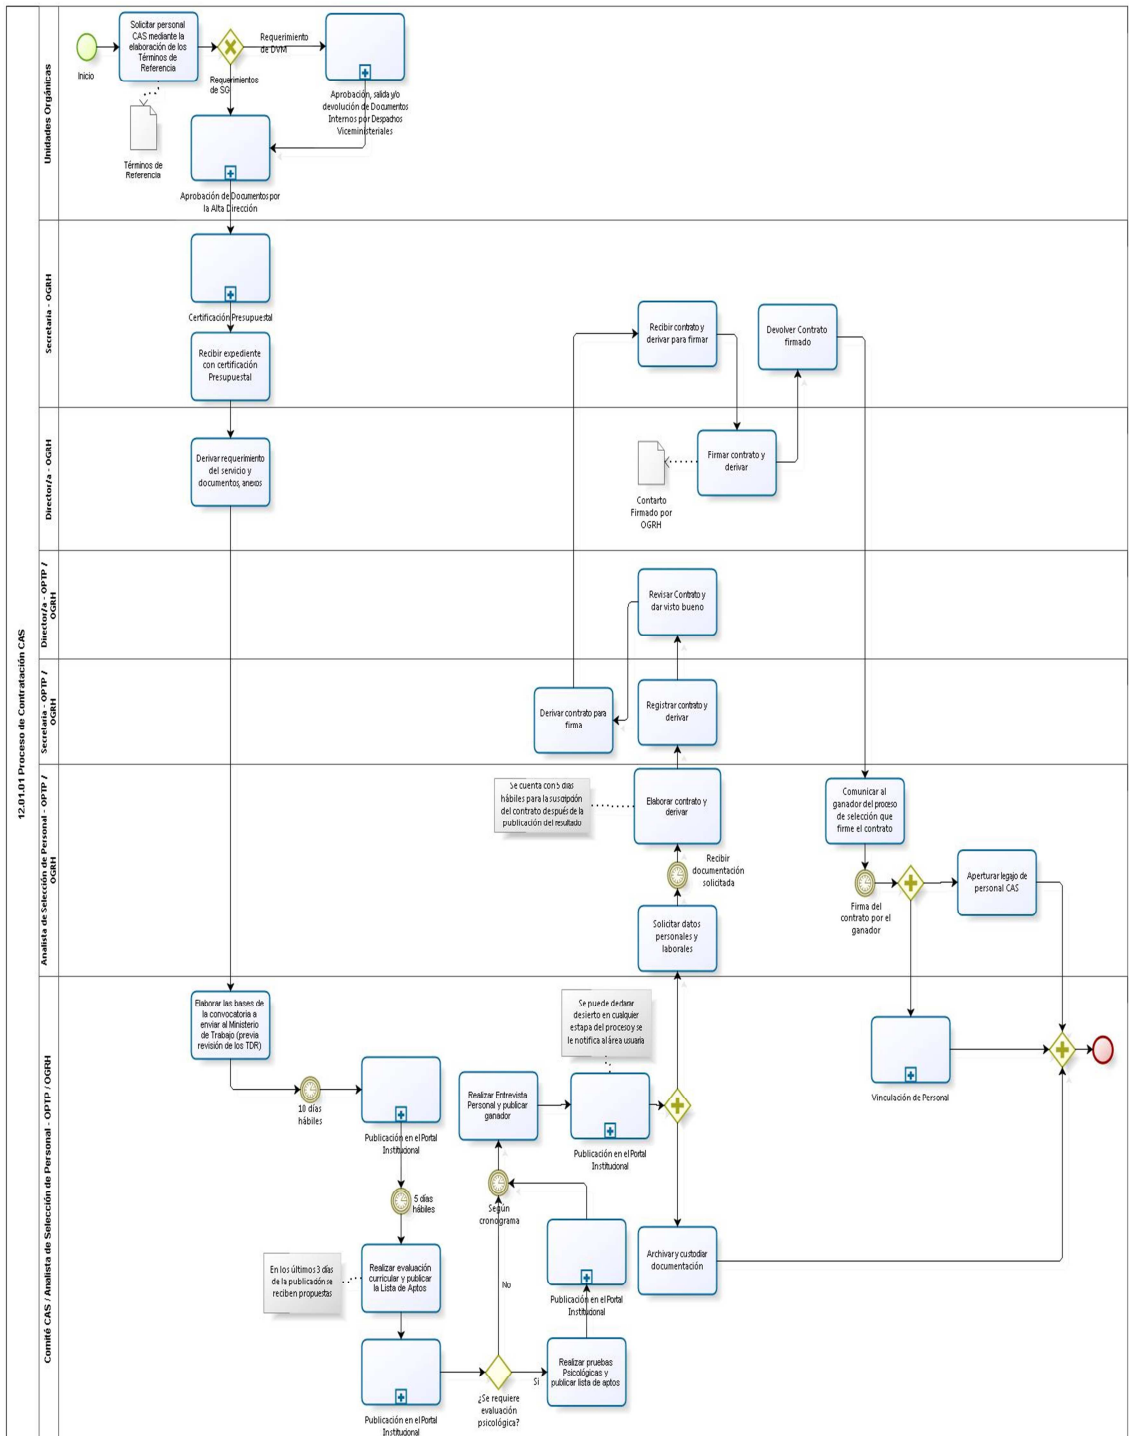 12.01.01 Proceso de Contratación CAS
Unidades Orgánicas
Inicio
Solicitar personal
CAS mediante la
elaboración de los
Términos de
Referencia
Términos de
Referencia
Requerimiento
de DVM
Requerimientos
de SG
Aprobación, salida y/o
devolución de Documentos
Internos por Despachos
Viceministeriales
Aprobación de Documentos por
la Alta Dirección
Secretaria - OGRH
Certificación Presupuestal
Recibir expediente
con certificación
Presupuestal
Recibir contrato y
derivar para firmar
Devolver Contrato
firmado
Director/a - OGRH
Derivar requerimiento
del servicio y
documentos, anexos
Firmar contrato y
derivar
Contarto
Firmado por
OGRH
Director/a - OPTP /
OGRH
Revisar Contrato y
dar visto bueno
Secretaria - OPTP /
OGRH
Derivar contrato para
firma
Registrar contrato y
derivar
Analista de Selección de Personal - OPTP /
OGRH
Se cuenta con 5 días
hábiles para la suscripción
del contrato después de la
publicación del resultado
Elaborar contrato y
derivar
Recibir
documentación
solicitada
Solicitar datos
personales y
laborales
Comunicar al
ganador del proceso
de selección que
firme el contrato
Firma del
contrato por el
ganador
Aperturar legajo de
personal CAS
Comité CAS / Analista de Selección de Personal - OPTP / OGRH
Elaborar las bases de
la convocatoria a
enviar al Ministerio
de Trabajo (previa
revisión de los TDR)
10 días
hábiles
Publicación en el Portal
Institucional
5 días
hábiles
En los últimos 3 días
de la publicación se
reciben propuestas
Realizar evaluación
curricular y publicar
la Lista de Aptos
Publicación en el Portal
Institucional
¿Se requiere
evaluación
psicológica?
No
Si
Realizar pruebas
Psicológicas y
publicar lista de aptos
Publicación en el Portal
Institucional
Según
cronograma
Realizar Entrevista
Personal y publicar
ganador
Se puede declarar
desierto en cualquier
estapa del proceso y se
le notifica al área usuaria
Publicación en el Portal
Institucional
Archivar y custodiar
documentación
Vinculación de Personal